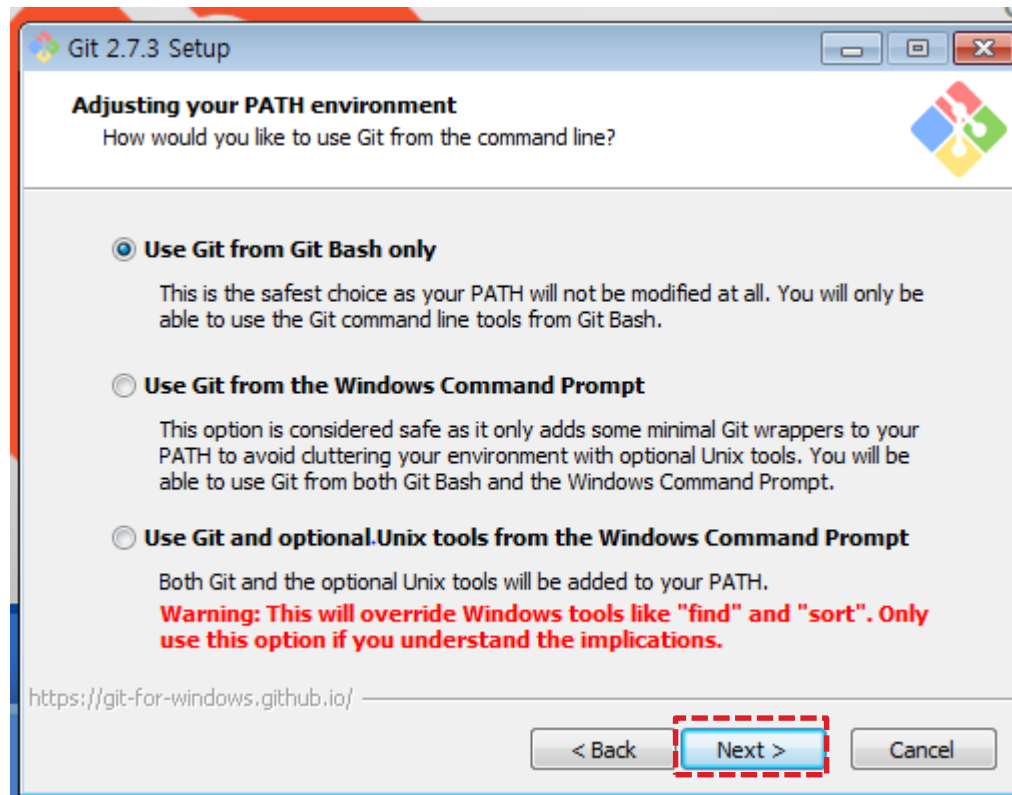 Git 2.7.3 Setup
Adjusting your PATH environment
How would you like to use Git from the command line?
Use Git from Git Bash only
This is the safest choice as your PATH will not be modified at all. You will only be
able to use the Git command line tools from Git Bash.
Use Git from the Windows Command Prompt
This option is considered safe as it only adds some minimal Git wrappers to your
PATH to avoid cluttering your environment with optional Unix tools. You will be
able to use Git from both Git Bash and the Windows Command Prompt.
Use Git and optional Unix tools from the Windows Command Prompt
Both Git and the optional Unix tools will be added to your PATH.
Warning: This will override Windows tools like "find" and "sort". Only
use this option if you understand the implications.
https://git-for-windows.github.io/
< Back Next > Cancel